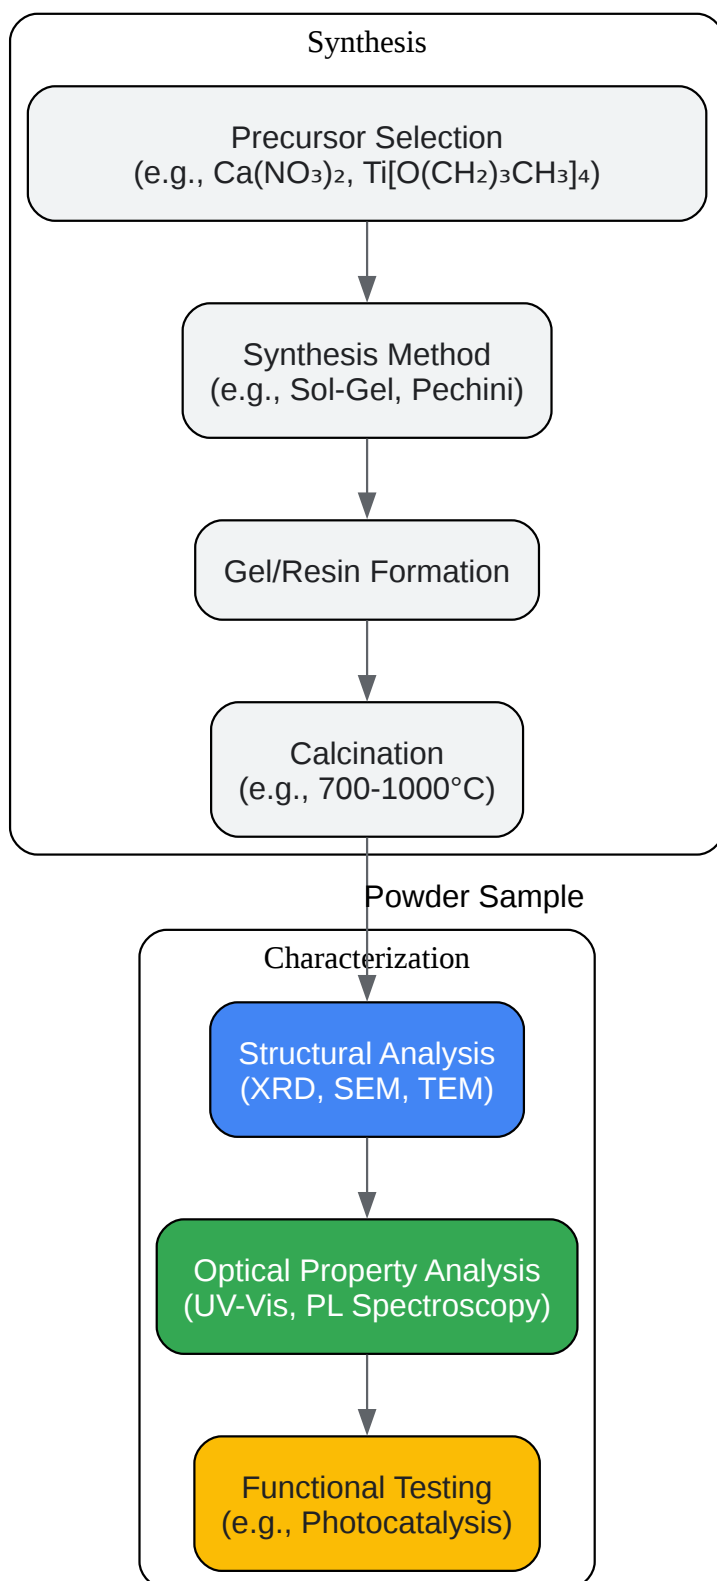 Synthesis
Precursor Selection
(e.g., Ca(NO₃)₂, Ti[O(CH₂)₃CH₃]₄)
Synthesis Method
(e.g., Sol-Gel, Pechini)
Gel/Resin Formation
Calcination
(e.g., 700-1000°C)
Powder Sample
Characterization
Structural Analysis
(XRD, SEM, TEM)
Optical Property Analysis
(UV-Vis, PL Spectroscopy)
Functional Testing
(e.g., Photocatalysis)